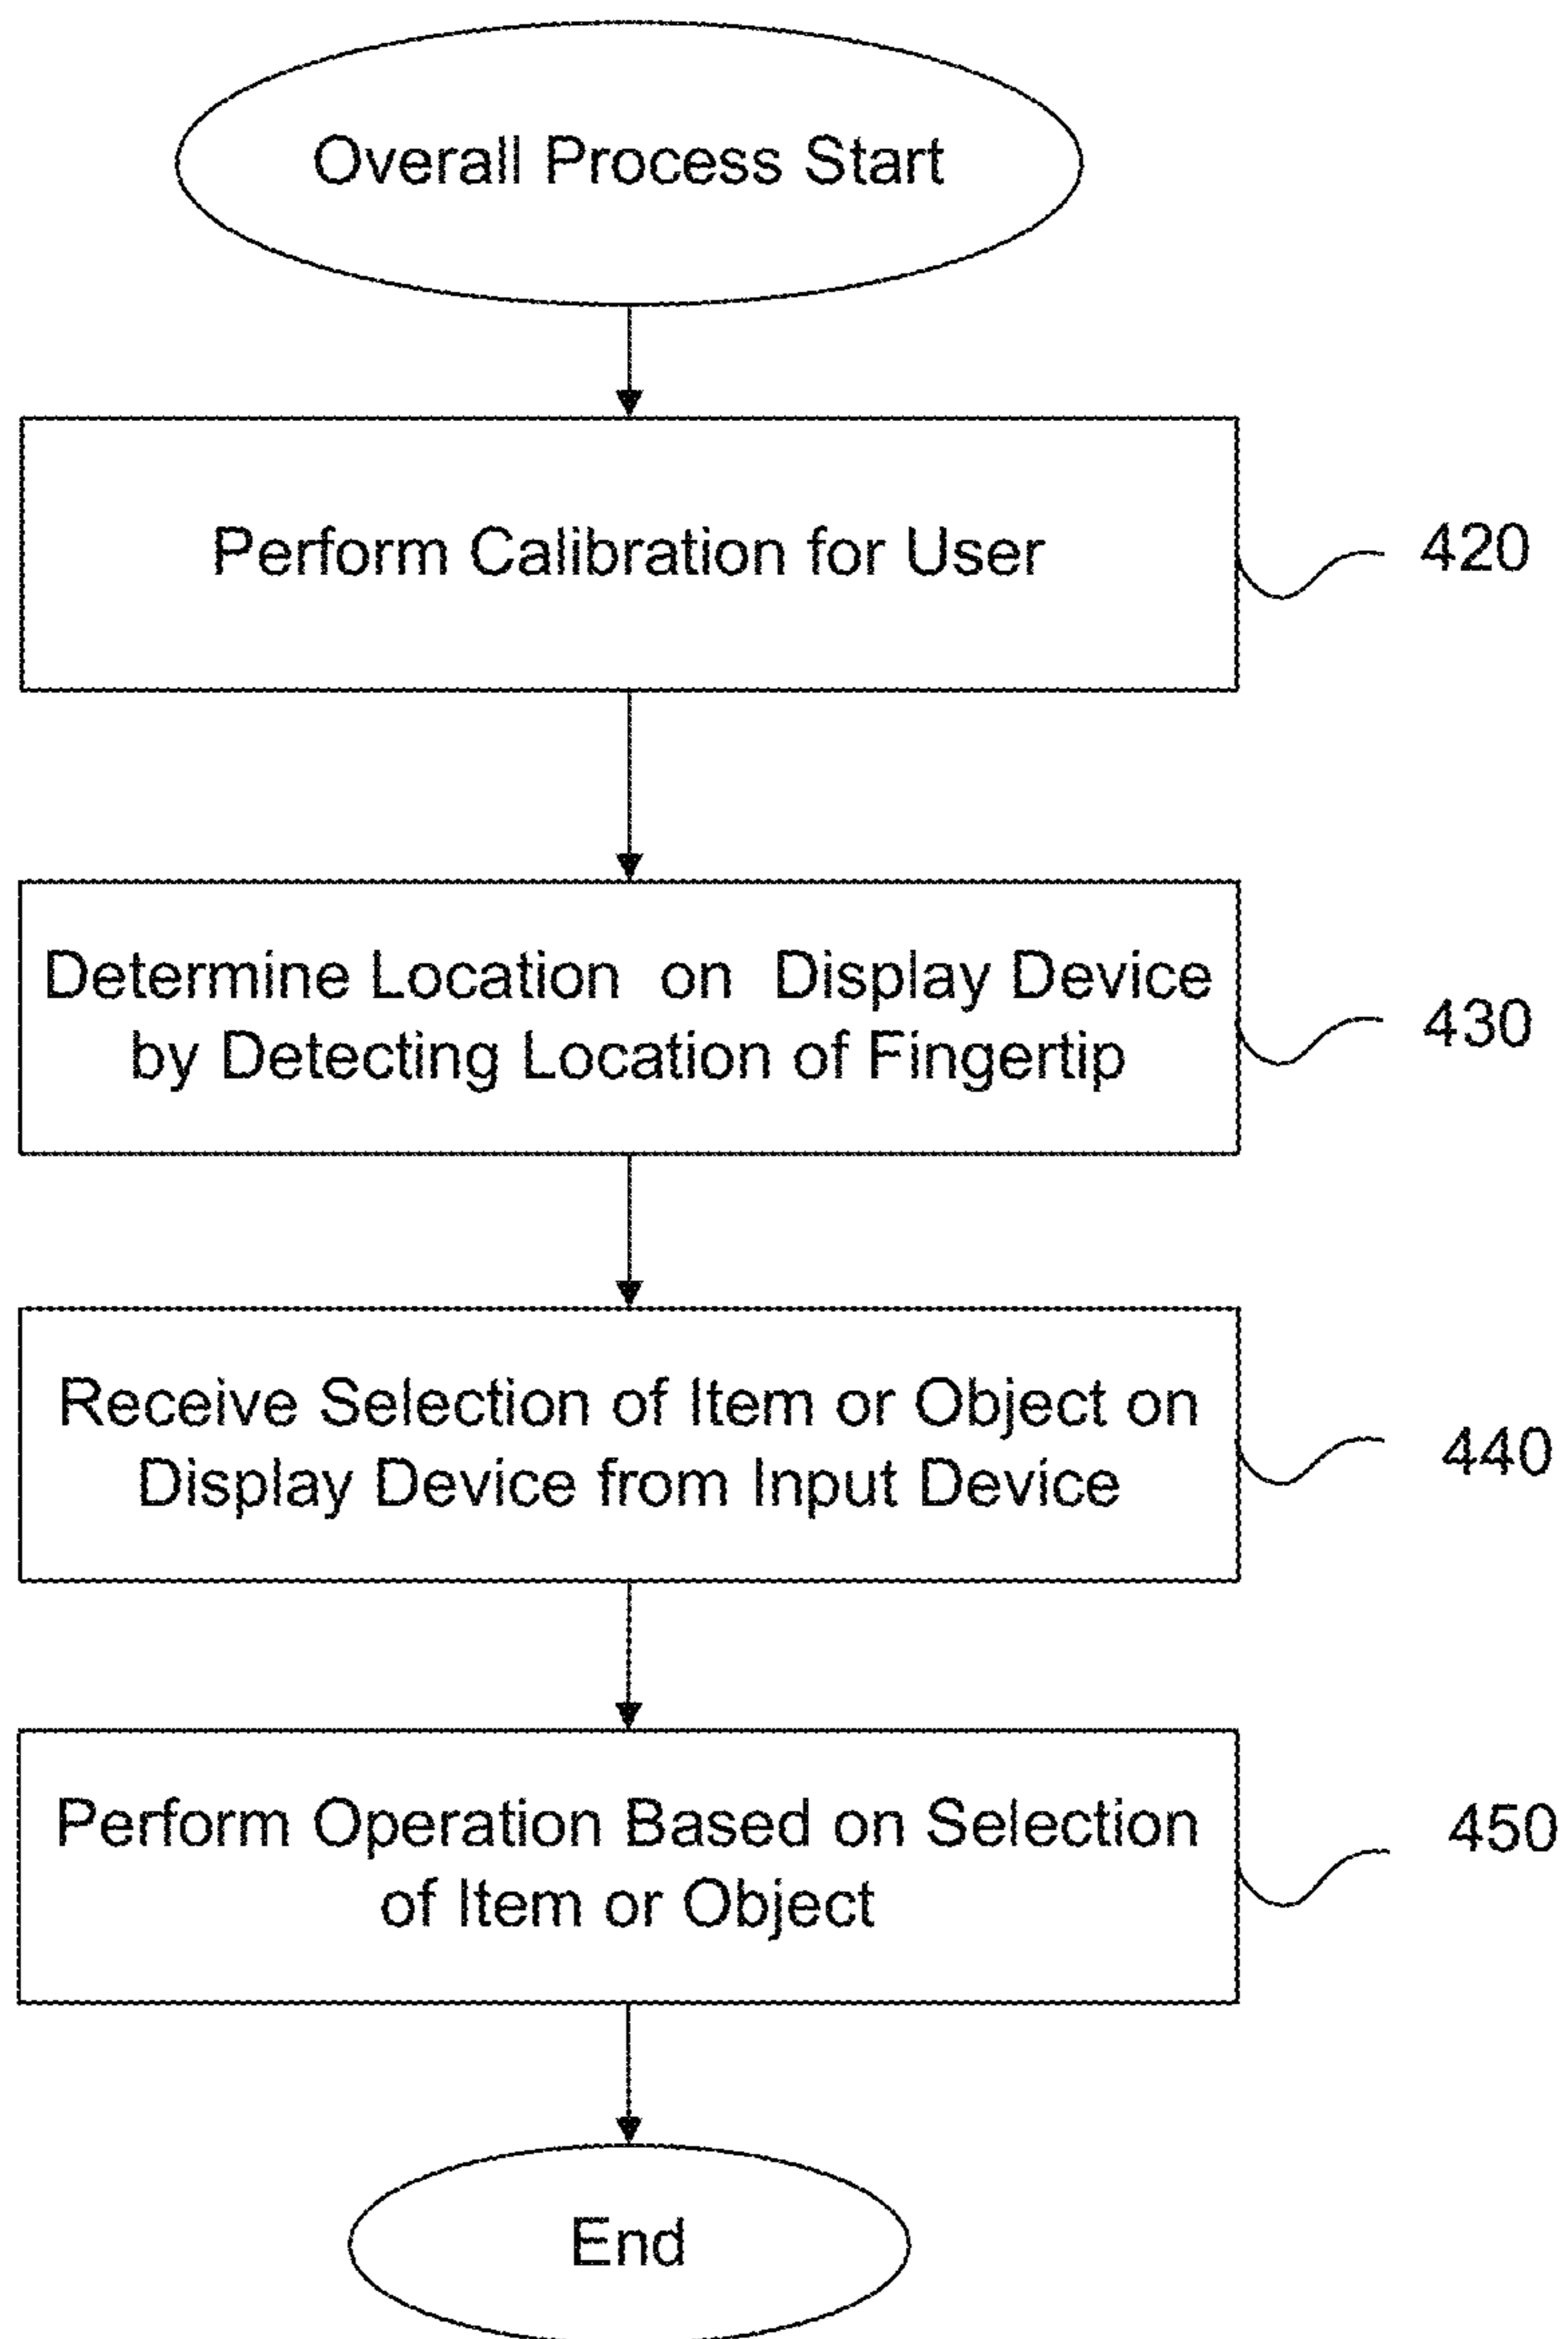 Overall Process Start
Perform Calibration for User
420
Determine Location on Display Device
by Detecting Location of Fingertip
430
Receive Selection of Item or Object on
Display Device from Input Device
440
Perform Operation Based on Selection
of Item or Object
450
End